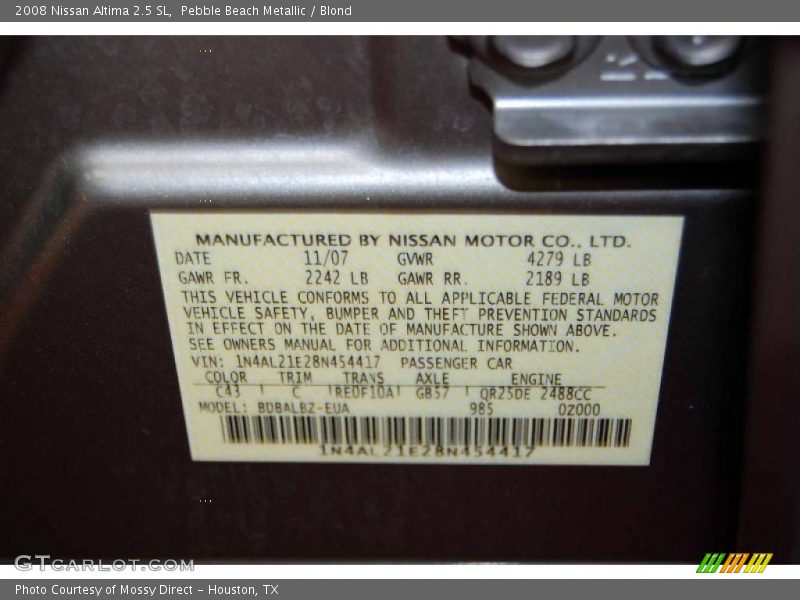 2008 Nissan Altima 2.5 SL, Pebble Beach Metallic / Blond
MANUFACTURED BY NISSAN MOTOR CO., LTD.
DATE 11/07 GVWR 4279 LB
GAWR FR. 2242 LB GAWR RR. 2189 LB
THIS VEHICLE CONFORMS TO ALL APPLICABLE FEDERAL MOTOR
VEHICLE SAFETY, BUMPER AND THEFT PREVENTION STANDARDS
IN EFFECT ON THE DATE OF MANUFACTURE SHOWN ABOVE.
SEE OWNERS MANUAL FOR ADDITIONAL INFORMATION.
VIN: 1N4AL21E28N454417 PASSENGER CAR
COLOR TRIM TRANS AXLE ENGINE
C43 C RE0F10A GB57 QR25DE 2488CC
MODEL: BDBALBZ-EUA 985 0Z000
1N4AL21E28N454417
GTCARLOT.COM
Photo Courtesy of Mossy Direct - Houston, TX